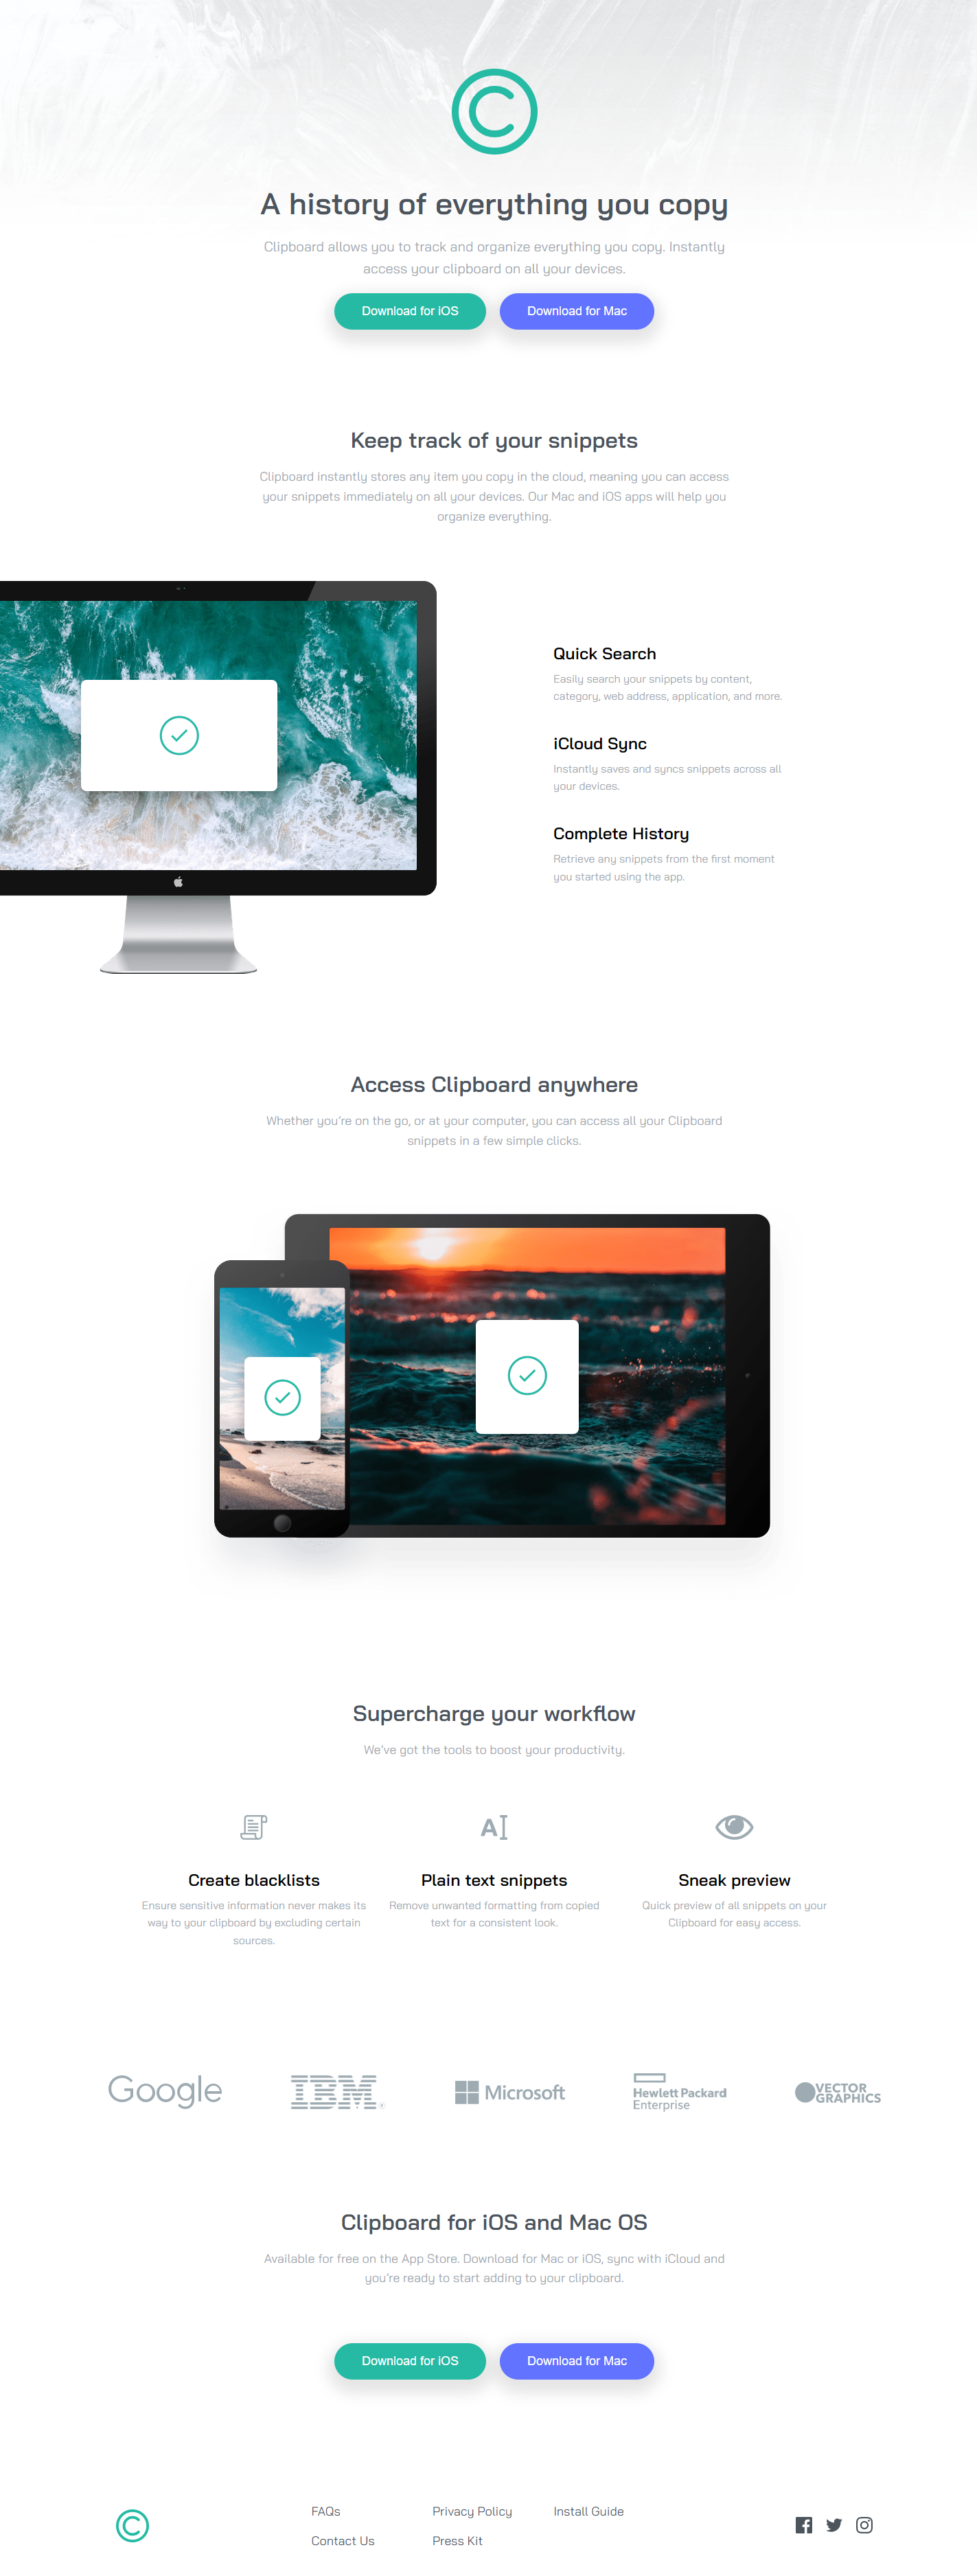 A history of everything you copy
Clipboard allows you to track and organize everything you copy. Instantly
access your clipboard on all your devices.
Download for iOS Download for Mac
Keep track of your snippets
Clipboard instantly stores any item you copy in the cloud, meaning you can access
your snippets immediately on all your devices. Our Mac and iOS apps will help you
organize everything.
Quick Search
Easily search your snippets by content,
category, web address, application, and more.
iCloud Sync
Instantly saves and syncs snippets across all
your devices.
Complete History
Retrieve any snippets from the first moment
you started using the app.
Access Clipboard anywhere
Whether you’re on the go, or at your computer, you can access all your Clipboard
snippets in a few simple clicks.
Supercharge your workflow
We’ve got the tools to boost your productivity.
Create blacklists
Ensure sensitive information never makes its
way to your clipboard by excluding certain
sources.
Plain text snippets
Remove unwanted formatting from copied
text for a consistent look.
Sneak preview
Quick preview of all snippets on your
Clipboard for easy access.
Google
IBM
Microsoft
Hewlett Packard
Enterprise
VECTOR
GRAPHICS
Clipboard for iOS and Mac OS
Available for free on the App Store. Download for Mac or iOS, sync with iCloud and
you’re ready to start adding to your clipboard.
Download for iOS Download for Mac
FAQs Privacy Policy Install Guide
Contact Us Press Kit